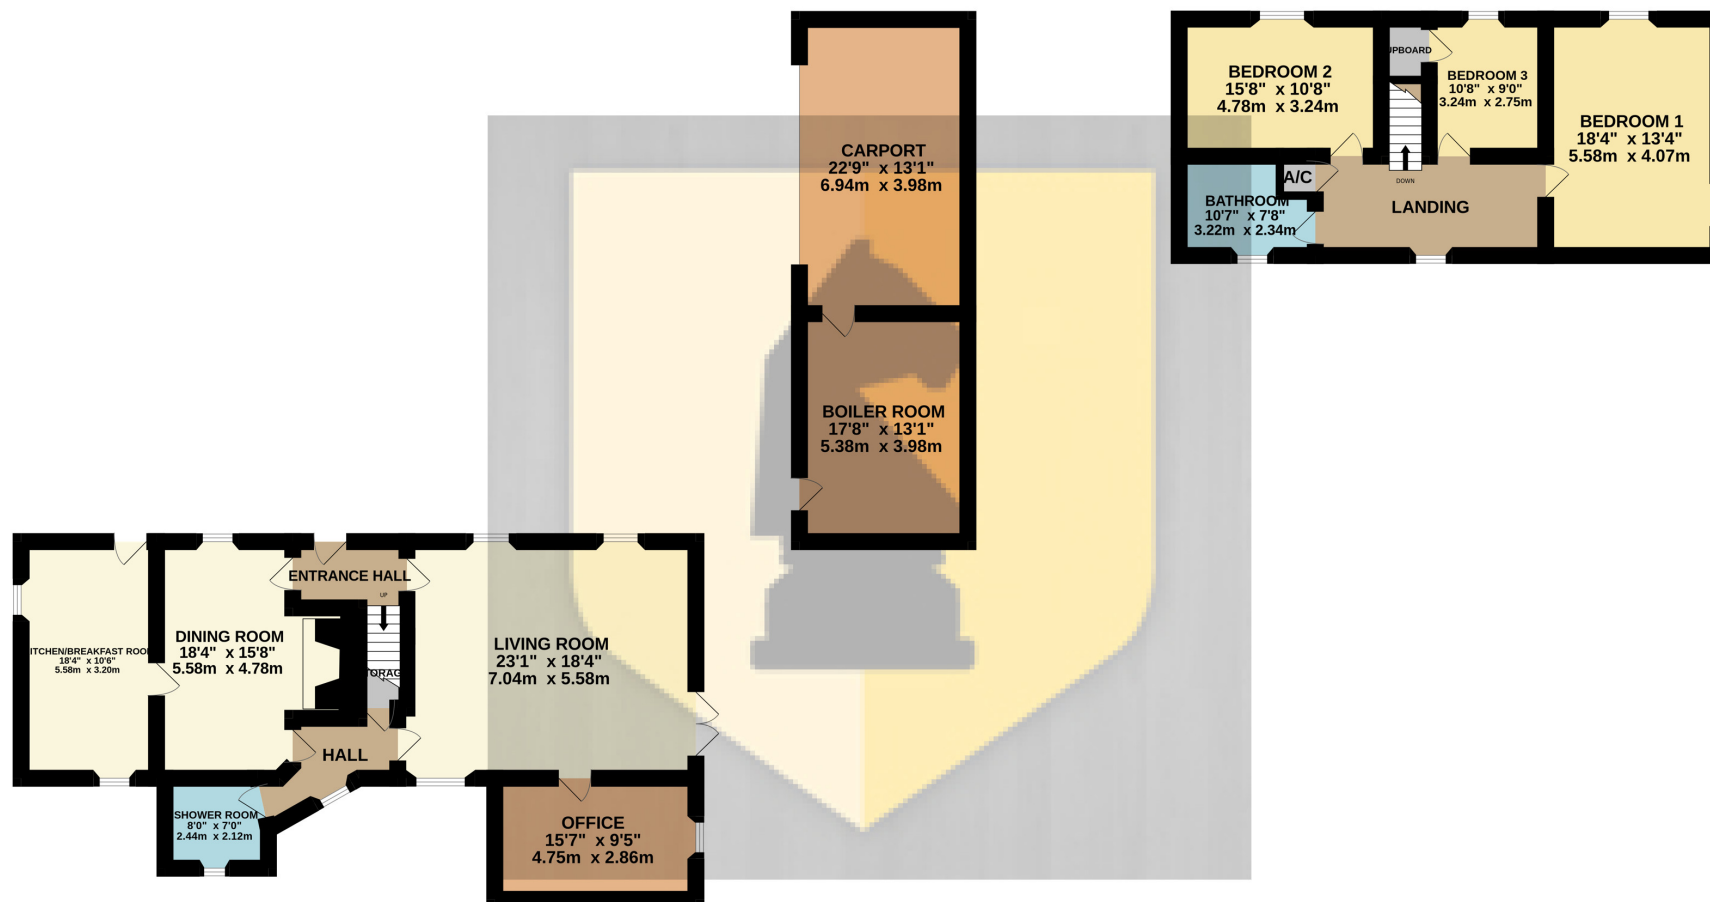 CARPORT
22'9" x 13'1"
6.94m x 3.98m
BOILER ROOM
17'8" x 13'1"
5.38m x 3.98m
BEDROOM 2
15'8" x 10'8"
4.78m x 3.24m
UPBOARD
BEDROOM 3
10'8" x 9'0"
3.24m x 2.75m
BEDROOM 1
18'4" x 13'4"
5.58m x 4.07m
A/C
DOWN
BATHROOM
10'7" x 7'8"
3.22m x 2.34m
LANDING
ENTRANCE HALL
UP
ITCHEN/BREAKFAST ROOM
18'4" x 10'6"
5.58m x 3.20m
DINING ROOM
18'4" x 15'8"
5.58m x 4.78m
TORAG
LIVING ROOM
23'1" x 18'4"
7.04m x 5.58m
HALL
SHOWER ROOM
8'0" x 7'0"
2.44m x 2.12m
OFFICE
15'7" x 9'5"
4.75m x 2.86m